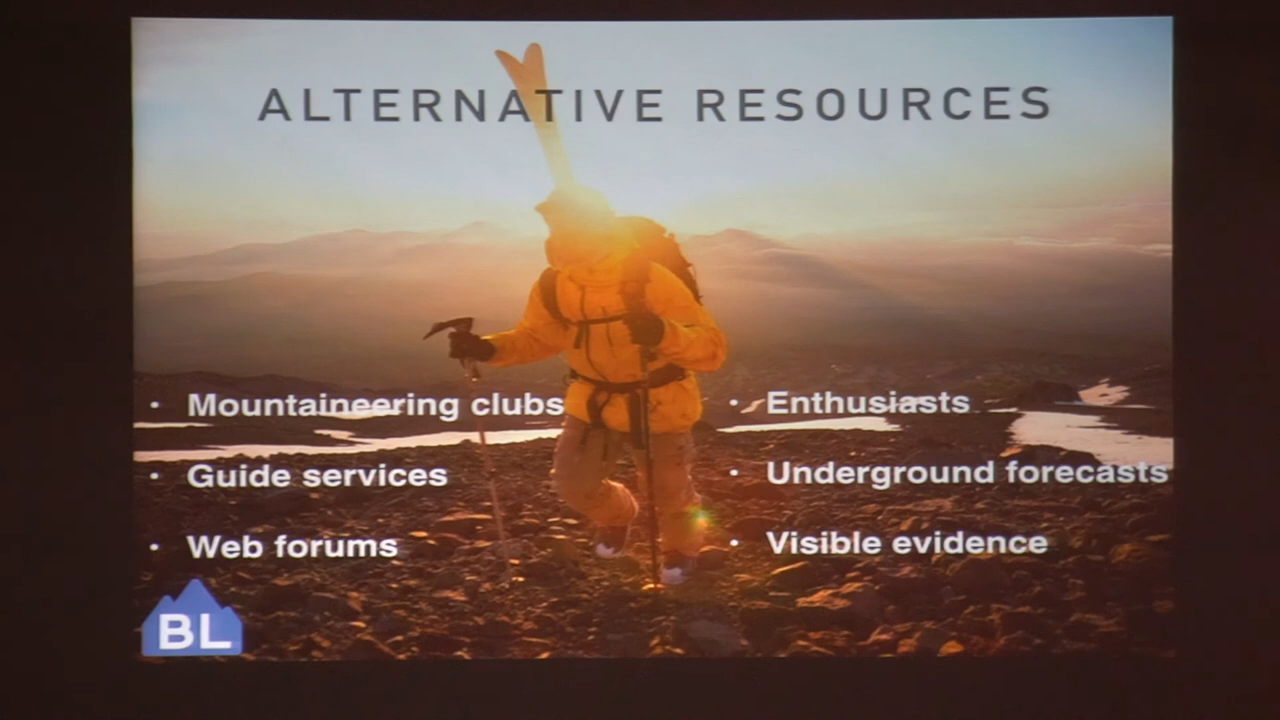 ALTERNATIVE RESOURCES
• Mountaineering clubs
• Guide services
• Web forums
• Enthusiasts
• Underground forecasts
• Visible evidence
BL